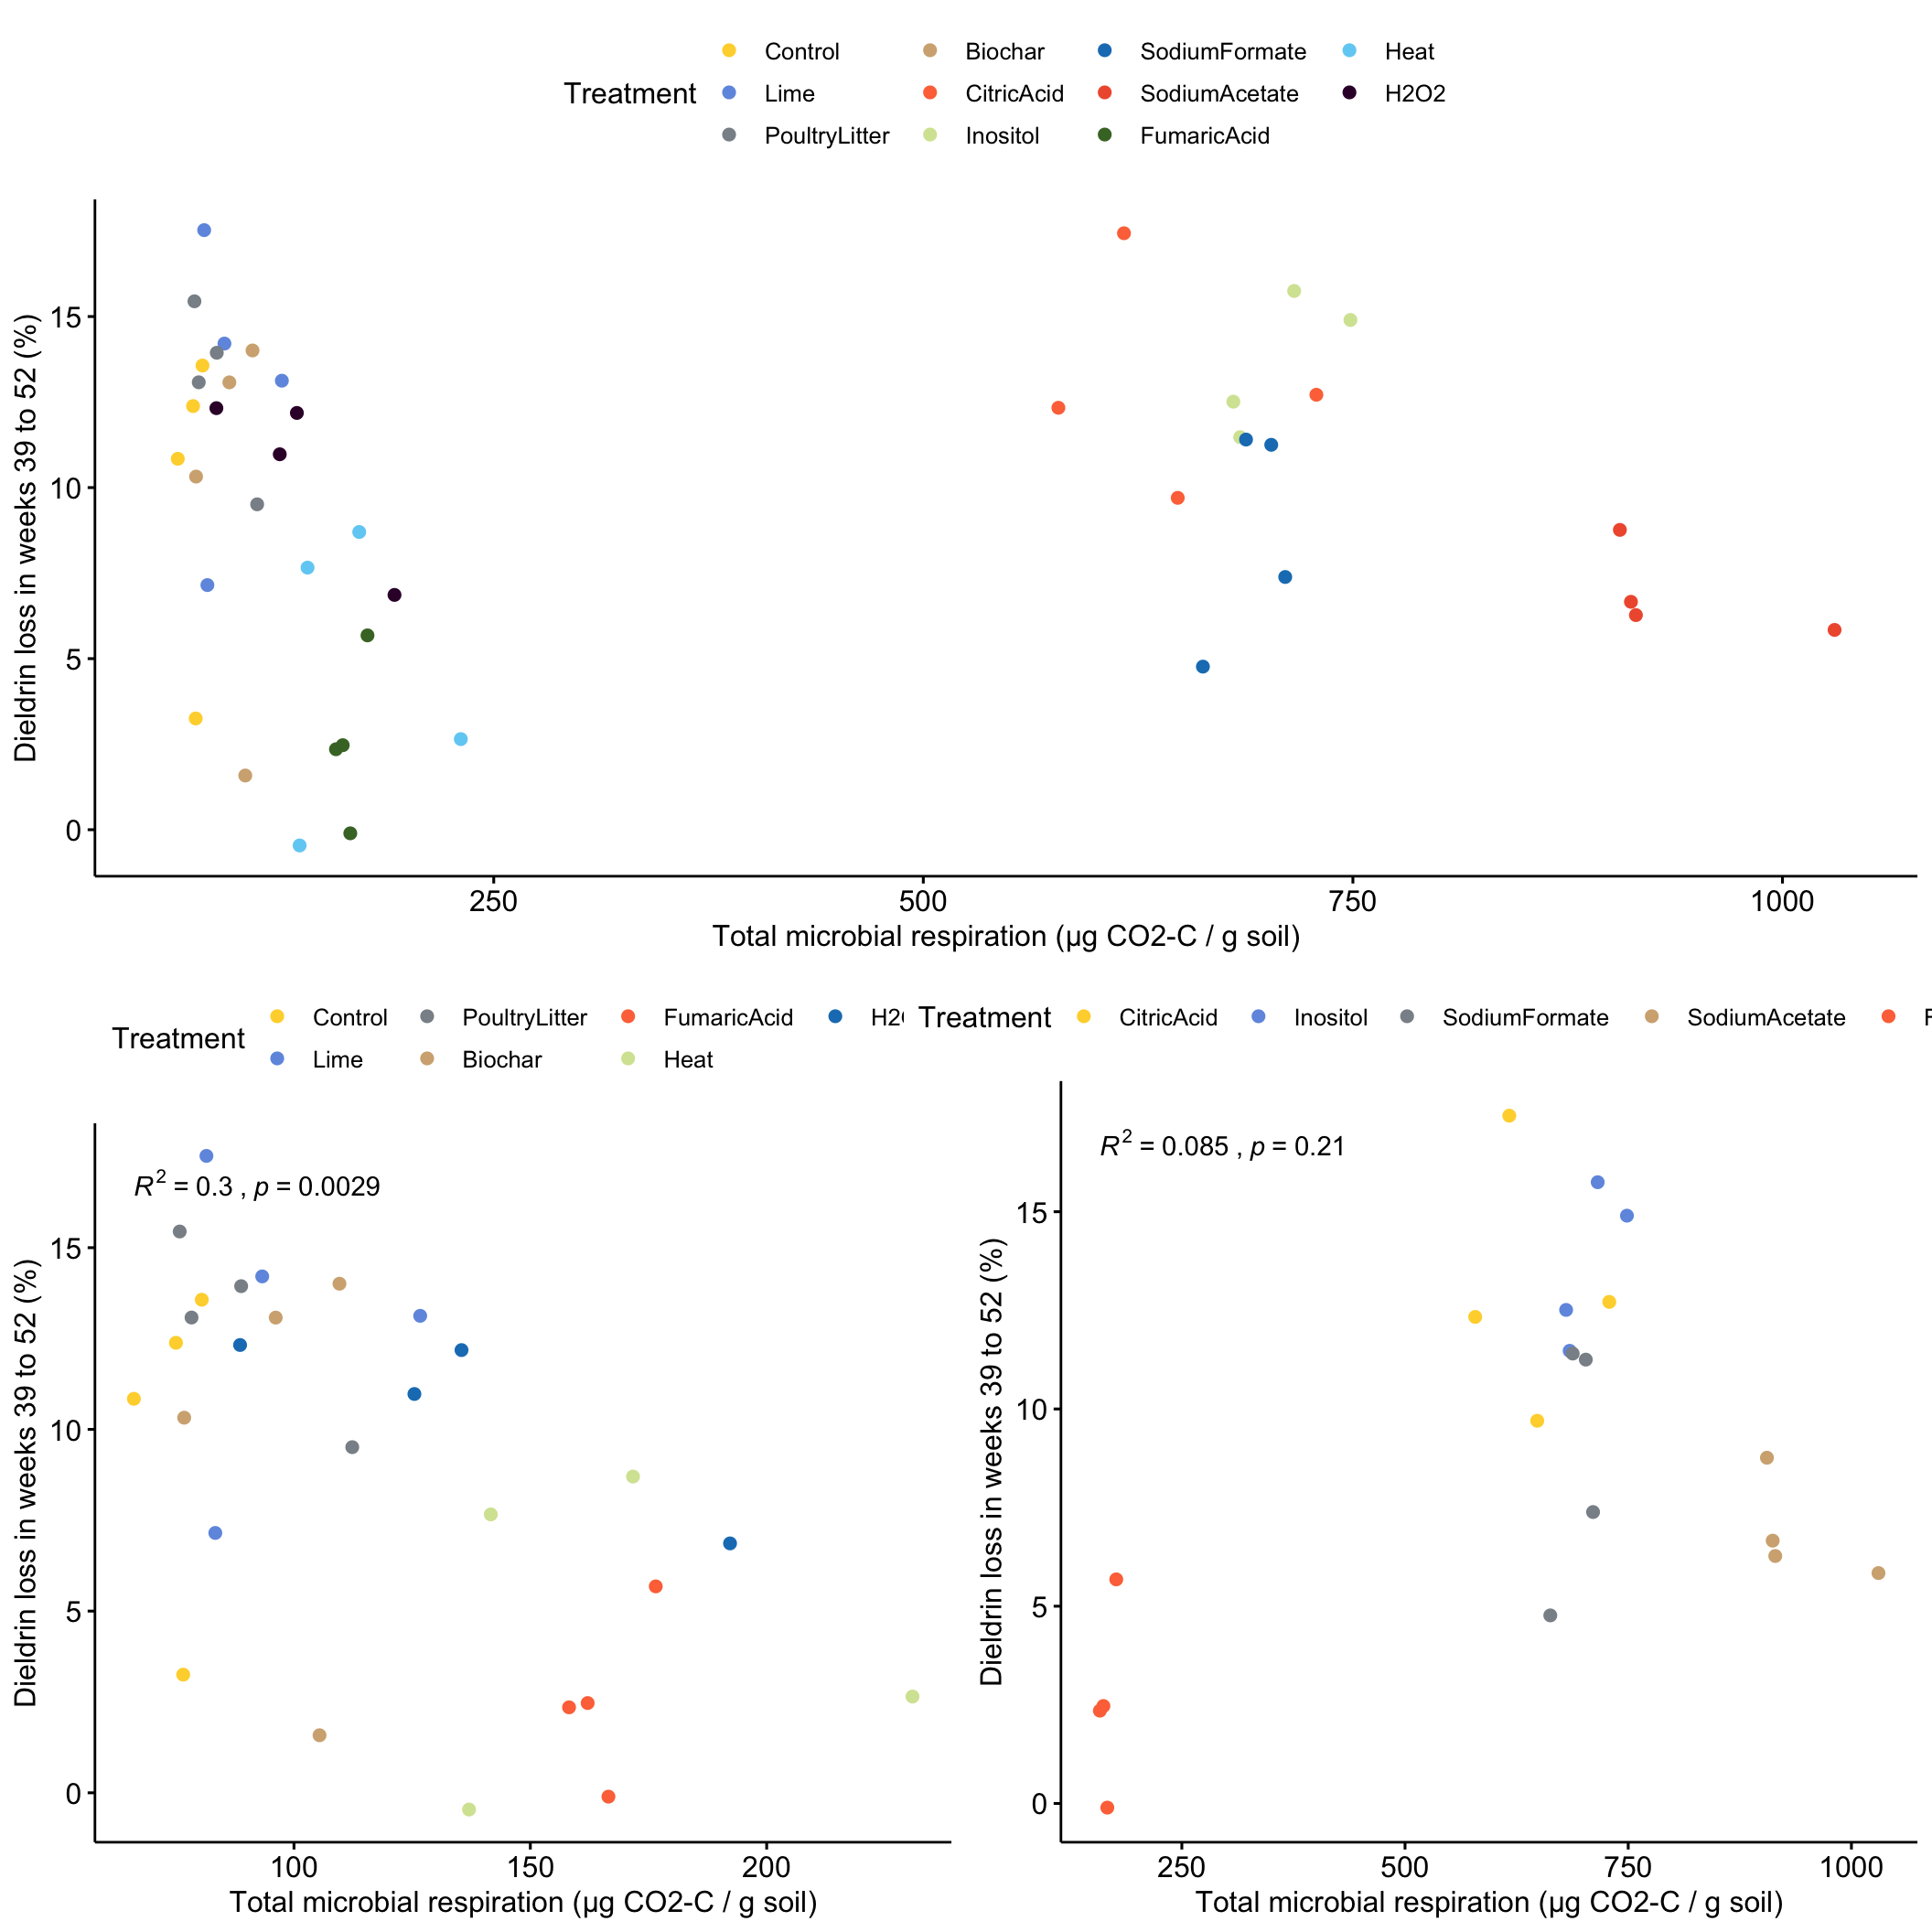 Control Biochar SodiumFormate Heat
Treatment Lime CitricAcid SodiumAcetate H2O2
PoultryLitter Inositol FumaricAcid
Dieldrin loss in weeks 39 to 52 (%)
15
10
5
0
250 500 750 1000
Total microbial respiration (µg CO2-C / g soil)
Treatment
Control PoultryLitter FumaricAcid
Lime Biochar Heat
R² = 0.3 , p = 0.0029
Dieldrin loss in weeks 39 to 52 (%)
15
10
5
0
100 150 200
Total microbial respiration (µg CO2-C / g soil)
Treatment CitricAcid Inositol SodiumFormate SodiumAcetate
R² = 0.085 , p = 0.21
Dieldrin loss in weeks 39 to 52 (%)
15
10
5
0
250 500 750 1000
Total microbial respiration (µg CO2-C / g soil)